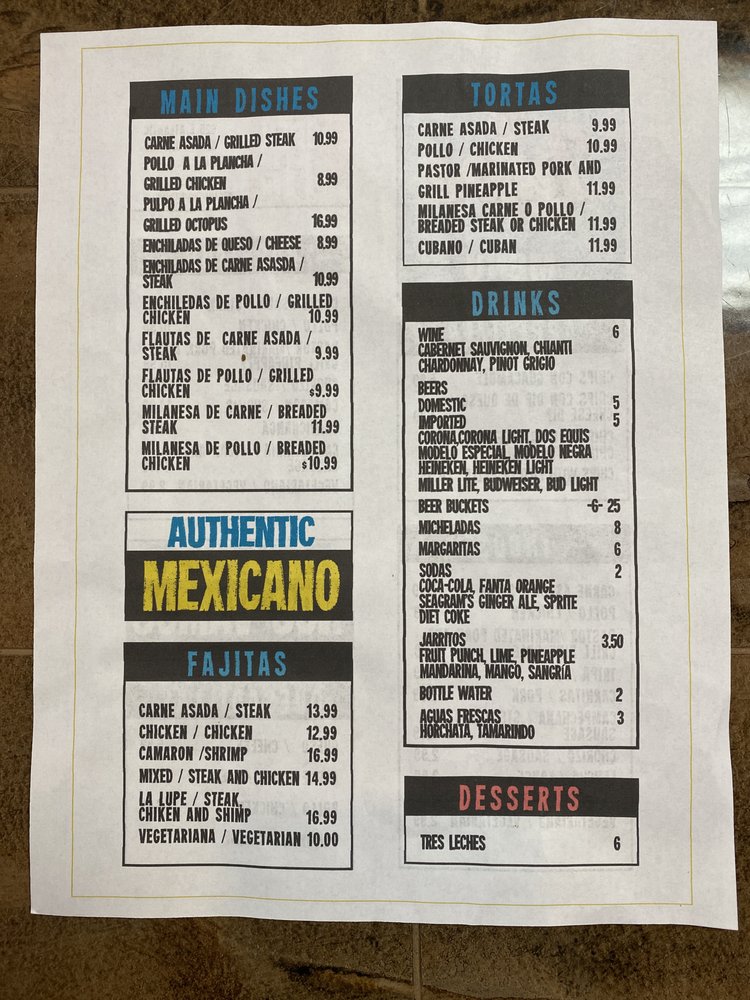 MAIN DISHES
CARNE ASADA / GRILLED STEAK 10.99
POLLO A LA PLANCHA /
GRILLED CHICKEN 8.99
PULPO A LA PLANCHA /
GRILLED OCTOPUS 16.99
ENCHILADAS DE QUESO / CHEESE 8.99
ENCHILADAS DE CARNE ASASDA /
STEAK 10.99
ENCHILEDAS DE POLLO / GRILLED
CHICKEN 10.99
FLAUTAS DE CARNE ASADA /
STEAK 9.99
FLAUTAS DE POLLO / GRILLED
CHICKEN $9.99
MILANESA DE CARNE / BREADED
STEAK 11.99
MILANESA DE POLLO / BREADED
CHICKEN $10.99
AUTHENTIC
MEXICANO
FAJITAS
CARNE ASADA / STEAK 13.99
CHICKEN / CHICKEN 12.99
CAMARON /SHRIMP 16.99
MIXED / STEAK AND CHICKEN 14.99
LA LUPE / STEAK,
CHIKEN AND SHIMP 16.99
VEGETARIANA / VEGETARIAN 10.00
TORTAS
CARNE ASADA / STEAK 9.99
POLLO / CHICKEN 10.99
PASTOR /MARINATED PORK AND
GRILL PINEAPPLE 11.99
MILANESA CARNE O POLLO /
BREADED STEAK OR CHICKEN 11.99
CUBANO / CUBAN 11.99
DRINKS
WINE 6
CABERNET SAUVIGNON, CHIANTI
CHARDONNAY, PINOT GRIGIO
BEERS
DOMESTIC 5
IMPORTED 5
CORONA,CORONA LIGHT, DOS EQUIS
MODELO ESPECIAL, MODELO NEGRA
HEINEKEN, HEINEKEN LIGHT
MILLER LITE, BUDWEISER, BUD LIGHT
BEER BUCKETS -6- 25
MICHELADAS 8
MARGARITAS 6
SODAS 2
COCA-COLA, FANTA ORANGE
SEAGRAM'S GINGER ALE, SPRITE
DIET COKE
JARRITOS 3.50
FRUIT PUNCH, LIME, PINEAPPLE
MANDARINA, MANGO, SANGRíA
BOTTLE WATER 2
AGUAS FRESCAS 3
HORCHATA, TAMARINDO
DESSERTS
TRES LECHES 6